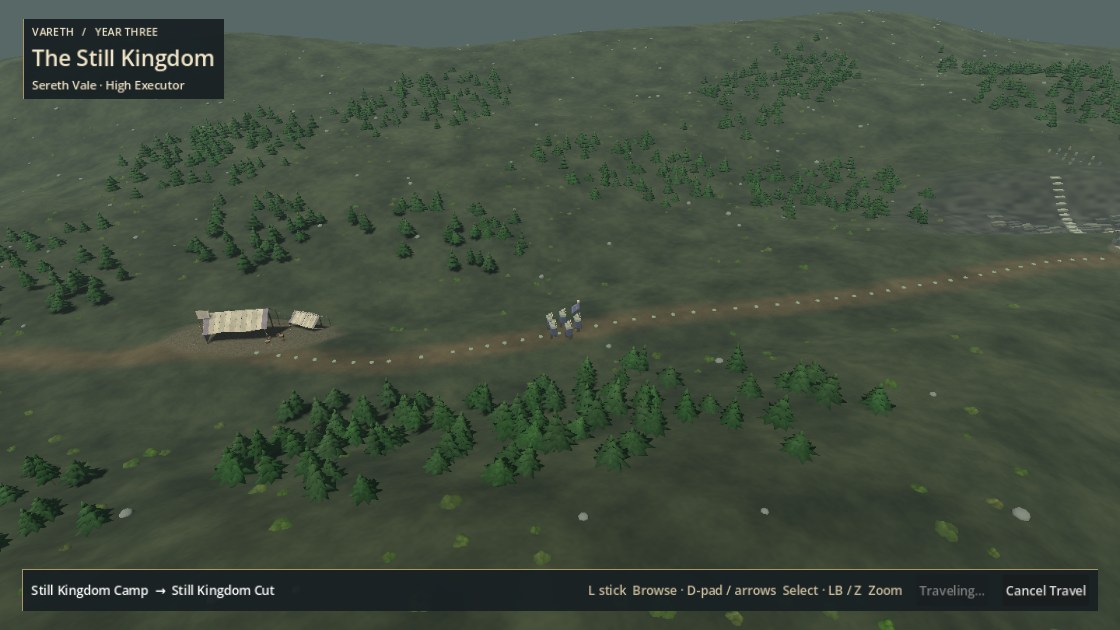 VARETH / YEAR THREE
The Still Kingdom
Sereth Vale · High Executor
Still Kingdom Camp → Still Kingdom Cut
L stick Browse · D-pad / arrows Select · LB / Z Zoom
Traveling...
Cancel Travel